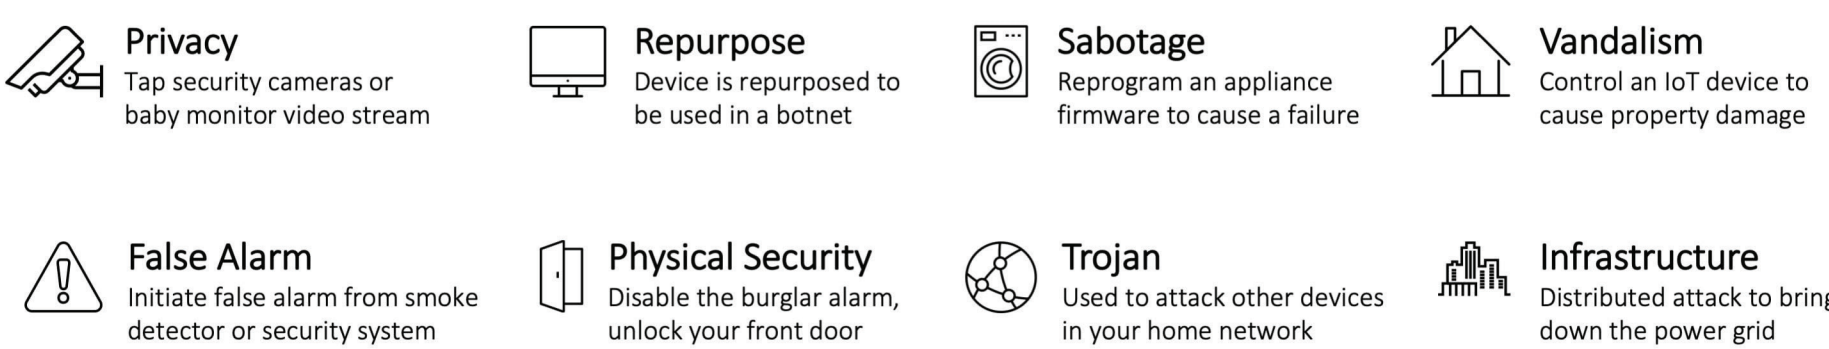 Privacy
Tap security cameras or
baby monitor video stream
Repurpose
Device is repurposed to
be used in a botnet
Sabotage
Reprogram an appliance
firmware to cause a failure
Vandalism
Control an IoT device to
cause property damage
False Alarm
Initiate false alarm from smoke
detector or security system
Physical Security
Disable the burglar alarm,
unlock your front door
Trojan
Used to attack other devices
in your home network
Infrastructure
Distributed attack to bring
down the power grid